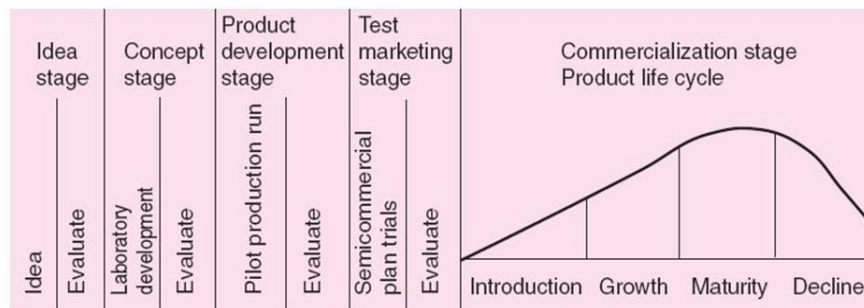 Idea
stage
Concept
stage
Product
development
stage
Test
marketing
stage
Commercialization stage
Product life cycle
Idea
Evaluate
Laboratory
development
Evaluate
Pilot production run
Evaluate
Semicommercial
plan trials
Evaluate
Introduction
Growth
Maturity
Decline